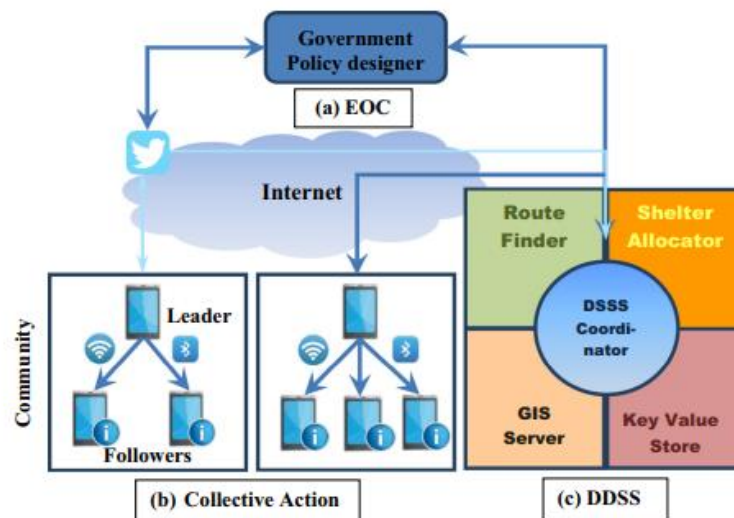 Government
Policy designer
(a) EOC
Internet
Route
Finder
Shelter
Allocator
Leader
DSSS
Coordi-
nator
Community
GIS
Server
Key Value
Store
Followers
(b) Collective Action
(c) DDSS